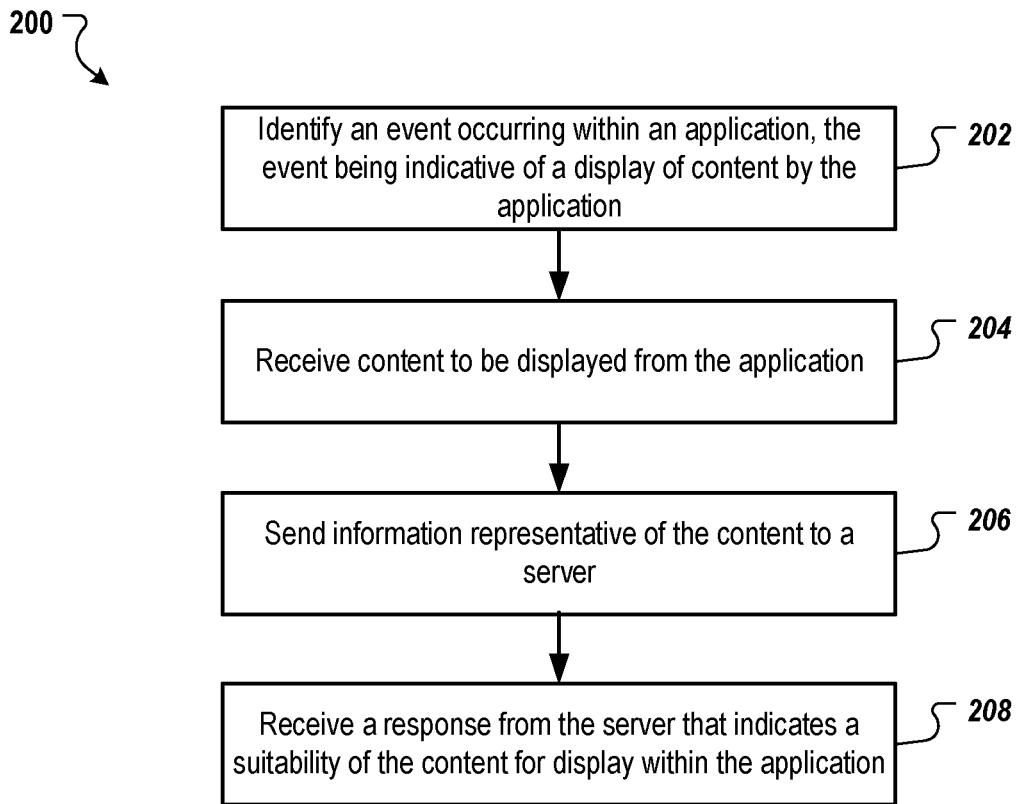 200
Identify an event occurring within an application, the
event being indicative of a display of content by the
application
202
Receive content to be displayed from the application
204
Send information representative of the content to a
server
206
Receive a response from the server that indicates a
suitability of the content for display within the application
208